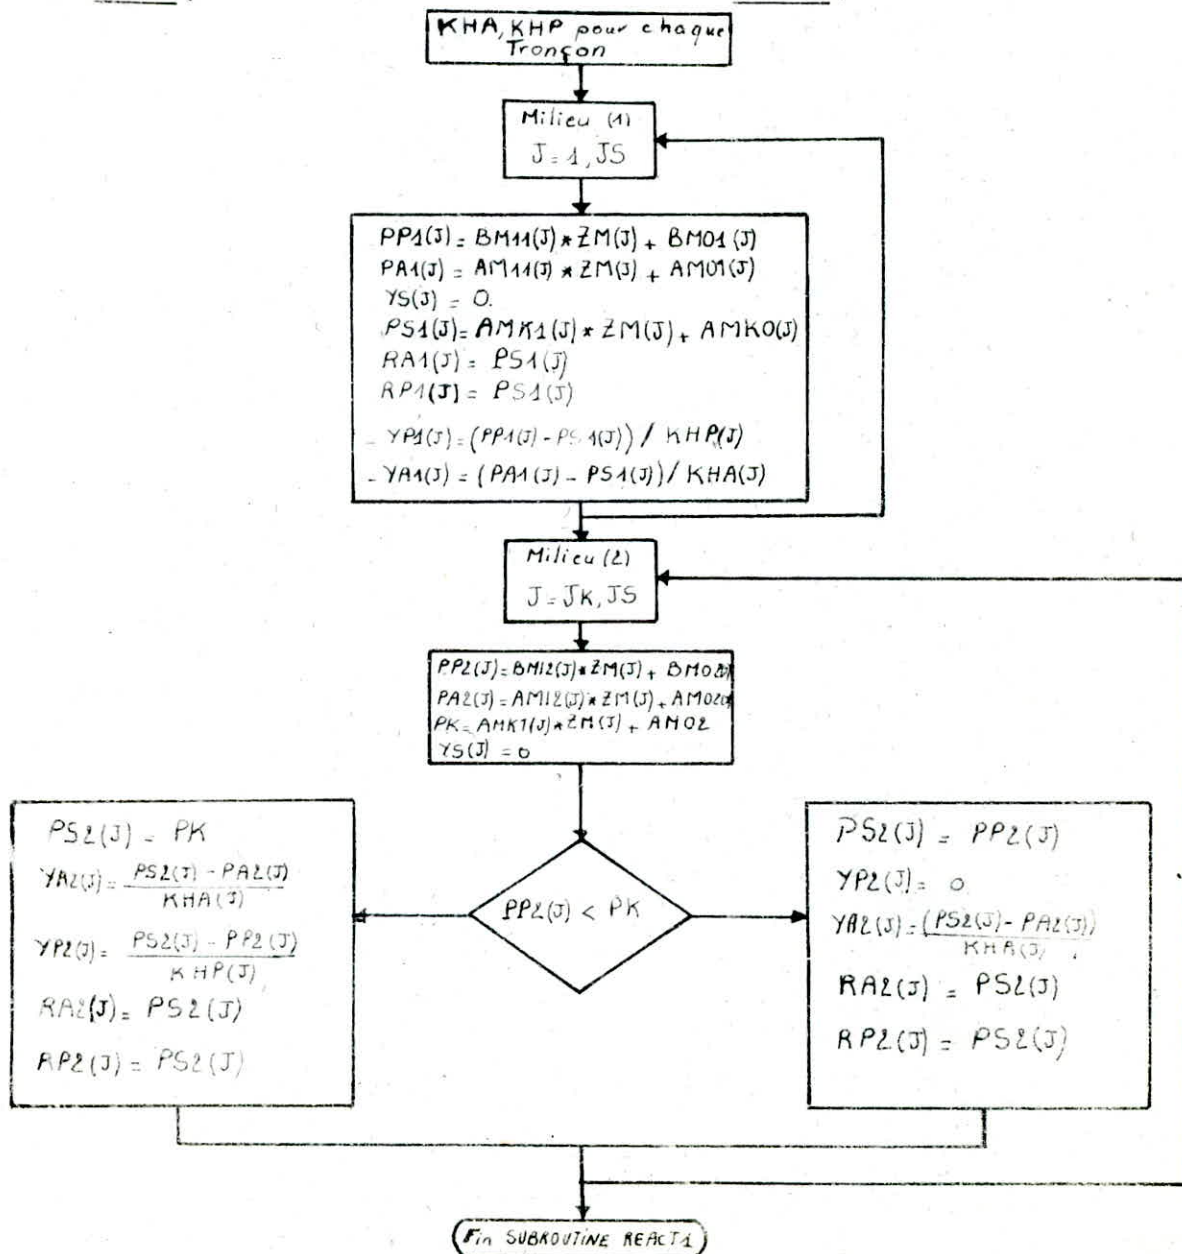 KHA, KHP pour chaque
Tronçon
Milieu (1)
J = 1, JS
PP1(J) = BM11(J) * ZM(J) + BM01(J)
PA1(J) = AM11(J) * ZM(J) + AM01(J)
YS(J) = 0.
PS1(J) = AMK1(J) * ZM(J) + AMK0(J)
RA1(J) = PS1(J)
RP1(J) = PS1(J)
- YP1(J) = (PP1(J) - PS1(J)) / KHP(J)
- YA1(J) = (PA1(J) - PS1(J)) / KHA(J)
Milieu (2)
J = JK, JS
PP2(J) = BM12(J) * ZM(J) + BM02(J)
PA2(J) = AM12(J) * ZM(J) + AM02(J)
PK = AMK1(J) * ZM(J) + AM02
YS(J) = 0
PP2(J) < PK
PS2(J) = PK
YA2(J) = PS2(J) - PA2(J)
KHA(J)
YP2(J) = PS2(J) - PP2(J)
KHP(J)
RA2(J) = PS2(J)
RP2(J) = PS2(J)
PS2(J) = PP2(J)
YP2(J) = 0
YA2(J) = (PS2(J) - PA2(J))
KHA(J)
RA2(J) = PS2(J)
RP2(J) = PS2(J)
Fin SUBROUTINE REACT1